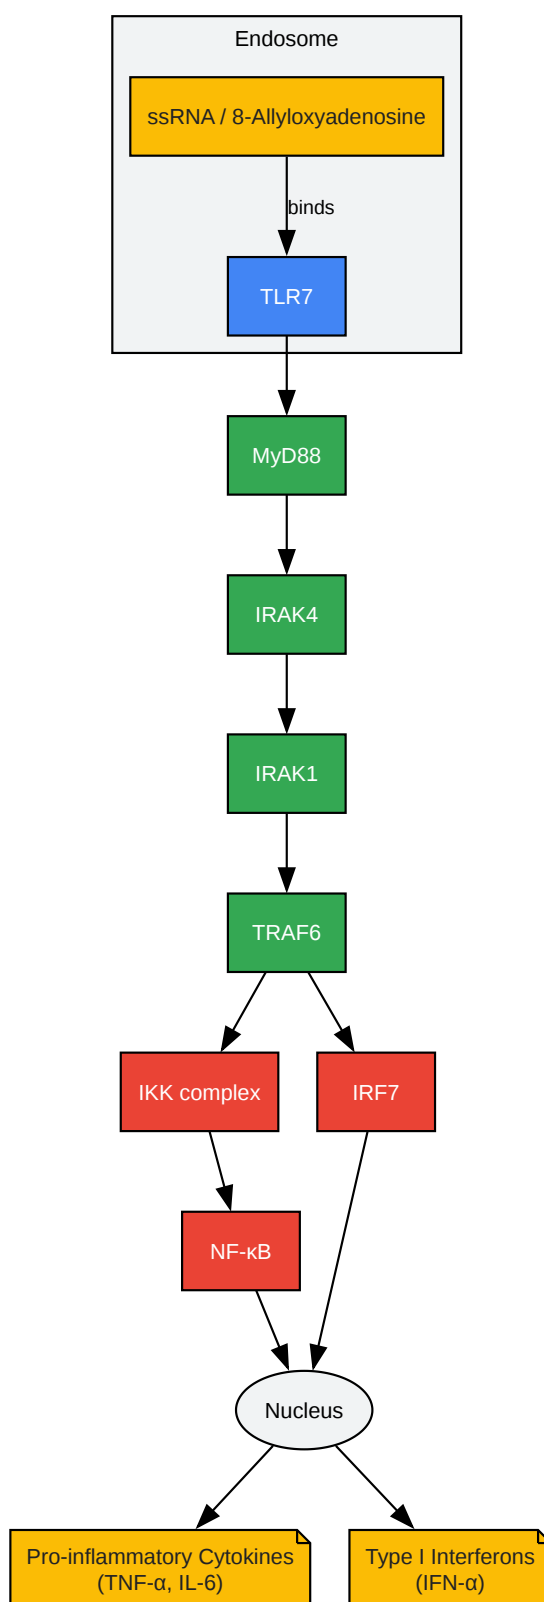 Endosome
ssRNA / 8-Allyloxyadenosine
binds
TLR7
MyD88
IRAK4
IRAK1
TRAF6
IKK complex
IRF7
NF-κB
Nucleus
Pro-inflammatory Cytokines
(TNF-α, IL-6)
Type I Interferons
(IFN-α)